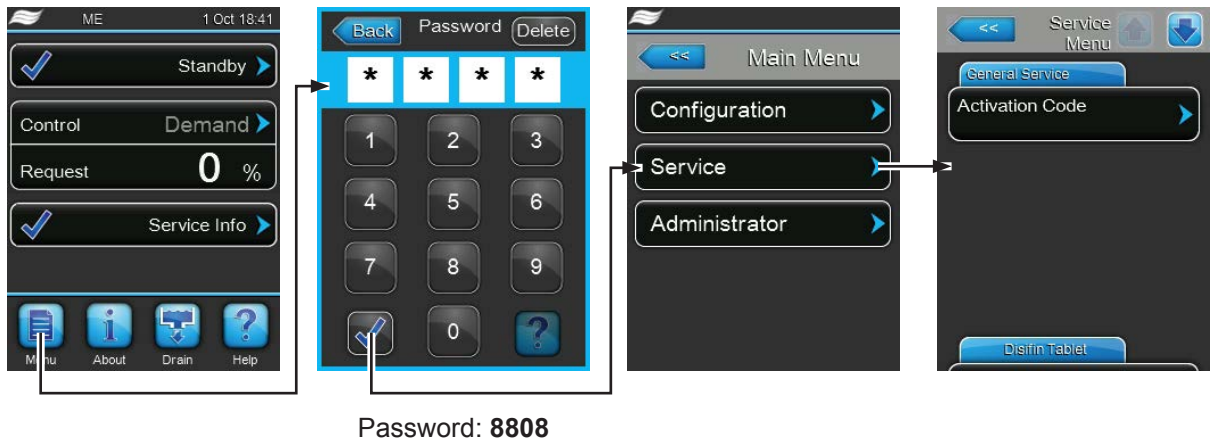 ME 1 Oct 18:41
Standby
Control Demand
Request 0 %
Service Info
Menu About Drain Help
Back Password Delete
* * * *
1 2 3
4 5 6
7 8 9
0 ?
<< Main Menu
Configuration
Service
Administrator
<< Service
Menu
General Service
Activation Code
Disifin Tablet
Password: 8808